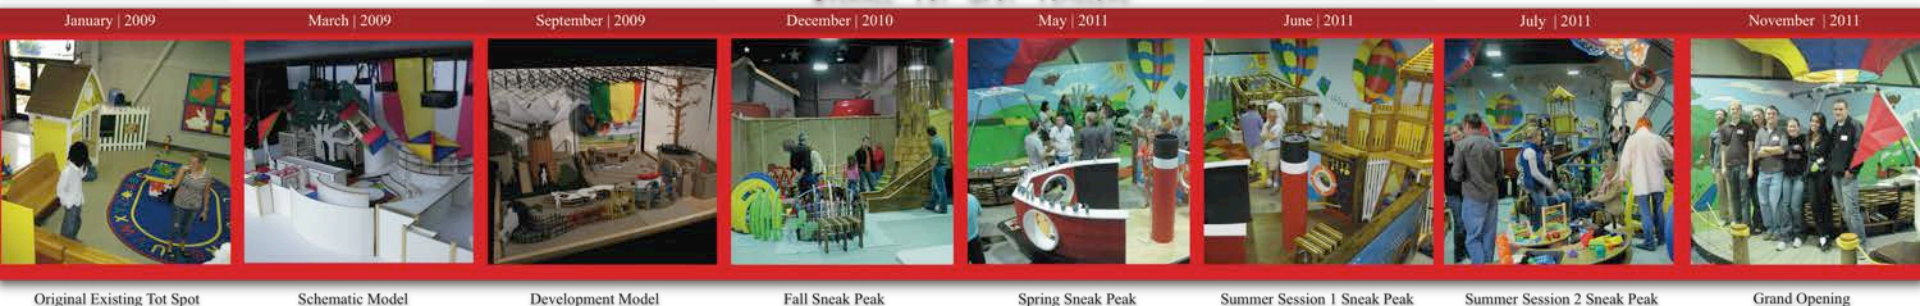 January | 2009
March | 2009
September | 2009
December | 2010
May | 2011
June | 2011
July | 2011
November | 2011
Original Existing Tot Spot
Schematic Model
Development Model
Fall Sneak Peak
Spring Sneak Peak
Summer Session 1 Sneak Peak
Summer Session 2 Sneak Peak
Grand Opening